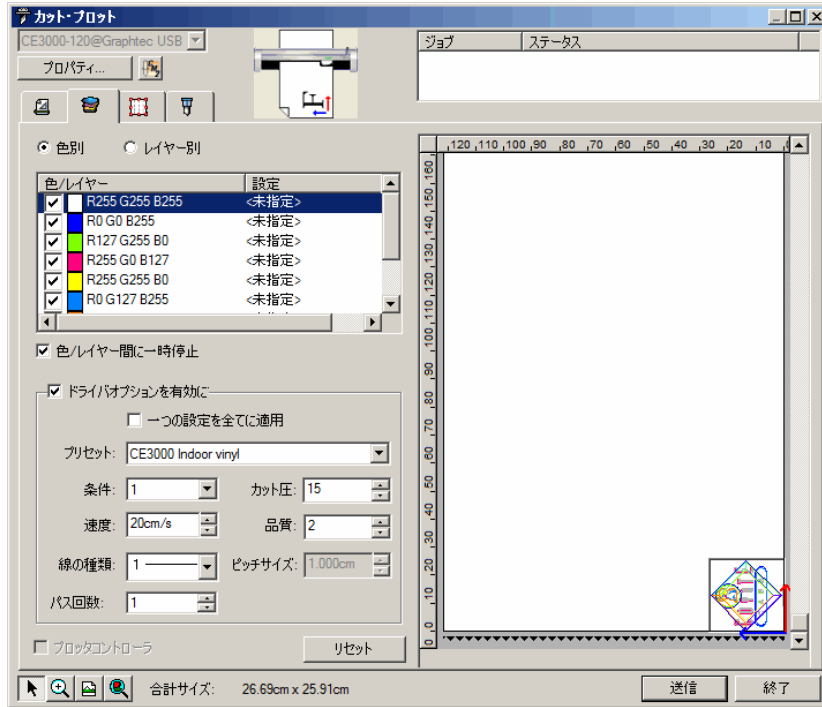 カット・プロット
CE3000-120@Graphtec USB
プロパティ...
ジョブ ステータス
色別 レイヤー別
色/レイヤー 設定
R255 G255 B255 <未指定>
R0 G0 B255 <未指定>
R127 G255 B0 <未指定>
R255 G0 B127 <未指定>
R255 G255 B0 <未指定>
R0 G127 B255 <未指定>
色/レイヤー間に一時停止
ドライバオプションを有効に
一つの設定を全てに適用
プリセット: CE3000 Indoor vinyl
条件: 1 カット圧: 15
速度: 20cm/s 品質: 2
線の種類: 1 ピッチサイズ: 1.000cm
パス回数: 1
プロッタコントローラ リセット
120 110 100 90 80 70 60 50 40 30 20 10
160
150
140
130
120
110
100
90
80
70
60
50
40
30
20
10
0
合計サイズ: 26.69cm x 25.91cm 送信 終了